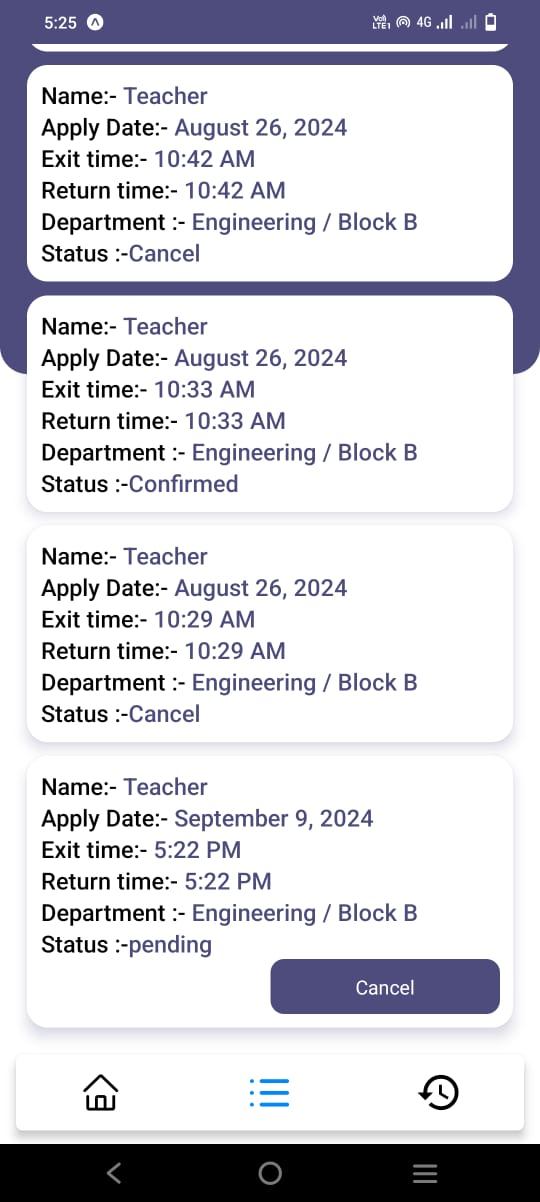 5:25
VoI) LTE1 4G
Name:- Teacher
Apply Date:- August 26, 2024
Exit time:- 10:42 AM
Return time:- 10:42 AM
Department :- Engineering / Block B
Status :-Cancel
Name:- Teacher
Apply Date:- August 26, 2024
Exit time:- 10:33 AM
Return time:- 10:33 AM
Department :- Engineering / Block B
Status :-Confirmed
Name:- Teacher
Apply Date:- August 26, 2024
Exit time:- 10:29 AM
Return time:- 10:29 AM
Department :- Engineering / Block B
Status :-Cancel
Name:- Teacher
Apply Date:- September 9, 2024
Exit time:- 5:22 PM
Return time:- 5:22 PM
Department :- Engineering / Block B
Status :-pending
Cancel